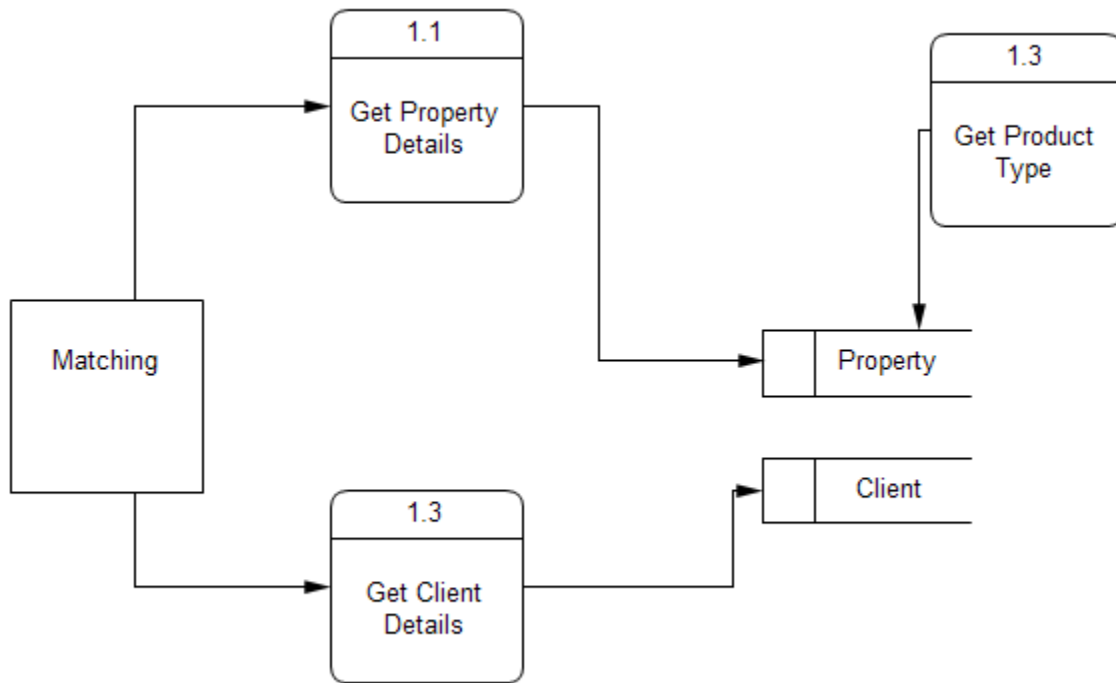 1.1
Get Property
Details
1.3
Get Product
Type
Matching
Property
Client
1.3
Get Client
Details